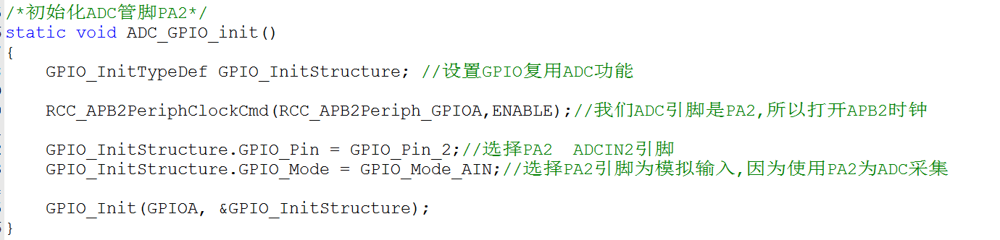 /*初始化ADC管脚PA2*/
static void ADC_GPIO_init()
{
    GPIO_InitTypeDef GPIO_InitStructure; //设置GPIO复用ADC功能
    RCC_APB2PeriphClockCmd(RCC_APB2Periph_GPIOA,ENABLE);//我们ADC引脚是PA2,所以打开APB2时钟
    GPIO_InitStructure.GPIO_Pin = GPIO_Pin_2;//选择PA2  ADCIN2引脚
    GPIO_InitStructure.GPIO_Mode = GPIO_Mode_AIN;//选择PA2引脚为模拟输入,因为使用PA2为ADC采集
    GPIO_Init(GPIOA, &GPIO_InitStructure);
}